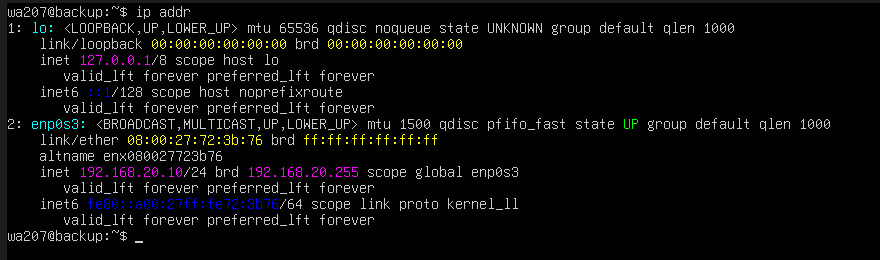 wa207@backup:~$ ip addr
1: lo: <LOOPBACK,UP,LOWER_UP> mtu 65536 qdisc noqueue state UNKNOWN group default qlen 1000
link/loopback 00:00:00:00:00:00 brd 00:00:00:00:00:00
inet 127.0.0.1/8 scope host lo
valid_lft forever preferred_lft forever
inet6 ::1/128 scope host noprefixroute
valid_lft forever preferred_lft forever
2: enp0s3: <BROADCAST,MULTICAST,UP,LOWER_UP> mtu 1500 qdisc pfifo_fast state UP group default qlen 1000
link/ether 08:00:27:72:3b:76 brd ff:ff:ff:ff:ff:ff
altname enx080027723b76
inet 192.168.20.10/24 brd 192.168.20.255 scope global enp0s3
valid_lft forever preferred_lft forever
inet6 fe80::a00:27ff:fe72:3b76/64 scope link proto kernel_ll
valid_lft forever preferred_lft forever
wa207@backup:~$ _